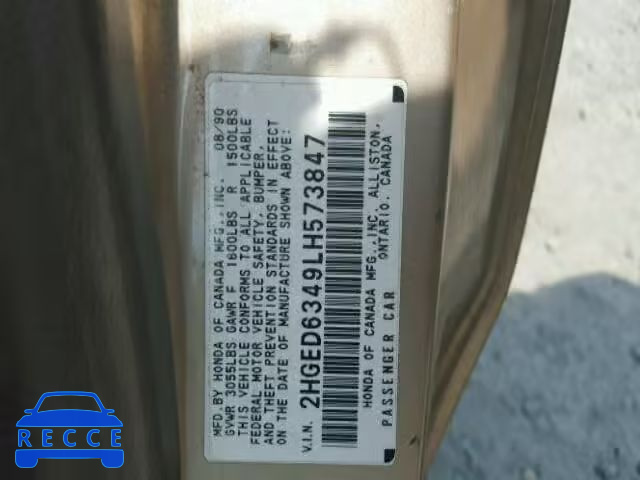 MFD.BY HONDA OF CANADA MFG.,INC. 08/90
GVWR 3055LBS GAWR F 1600LBS R 1500LBS
THIS VEHICLE CONFORMS TO ALL APPLICABLE
FEDERAL MOTOR VEHICLE SAFETY, BUMPER,
AND THEFT PREVENTION STANDARDS IN EFFECT
ON THE DATE OF MANUFACTURE SHOWN ABOVE:
V.I.N. 2HGED6349LH573847
HONDA OF CANADA MFG.,INC. ALLISTON,
ONTARIO. CANADA
PASSENGER CAR
RECCE